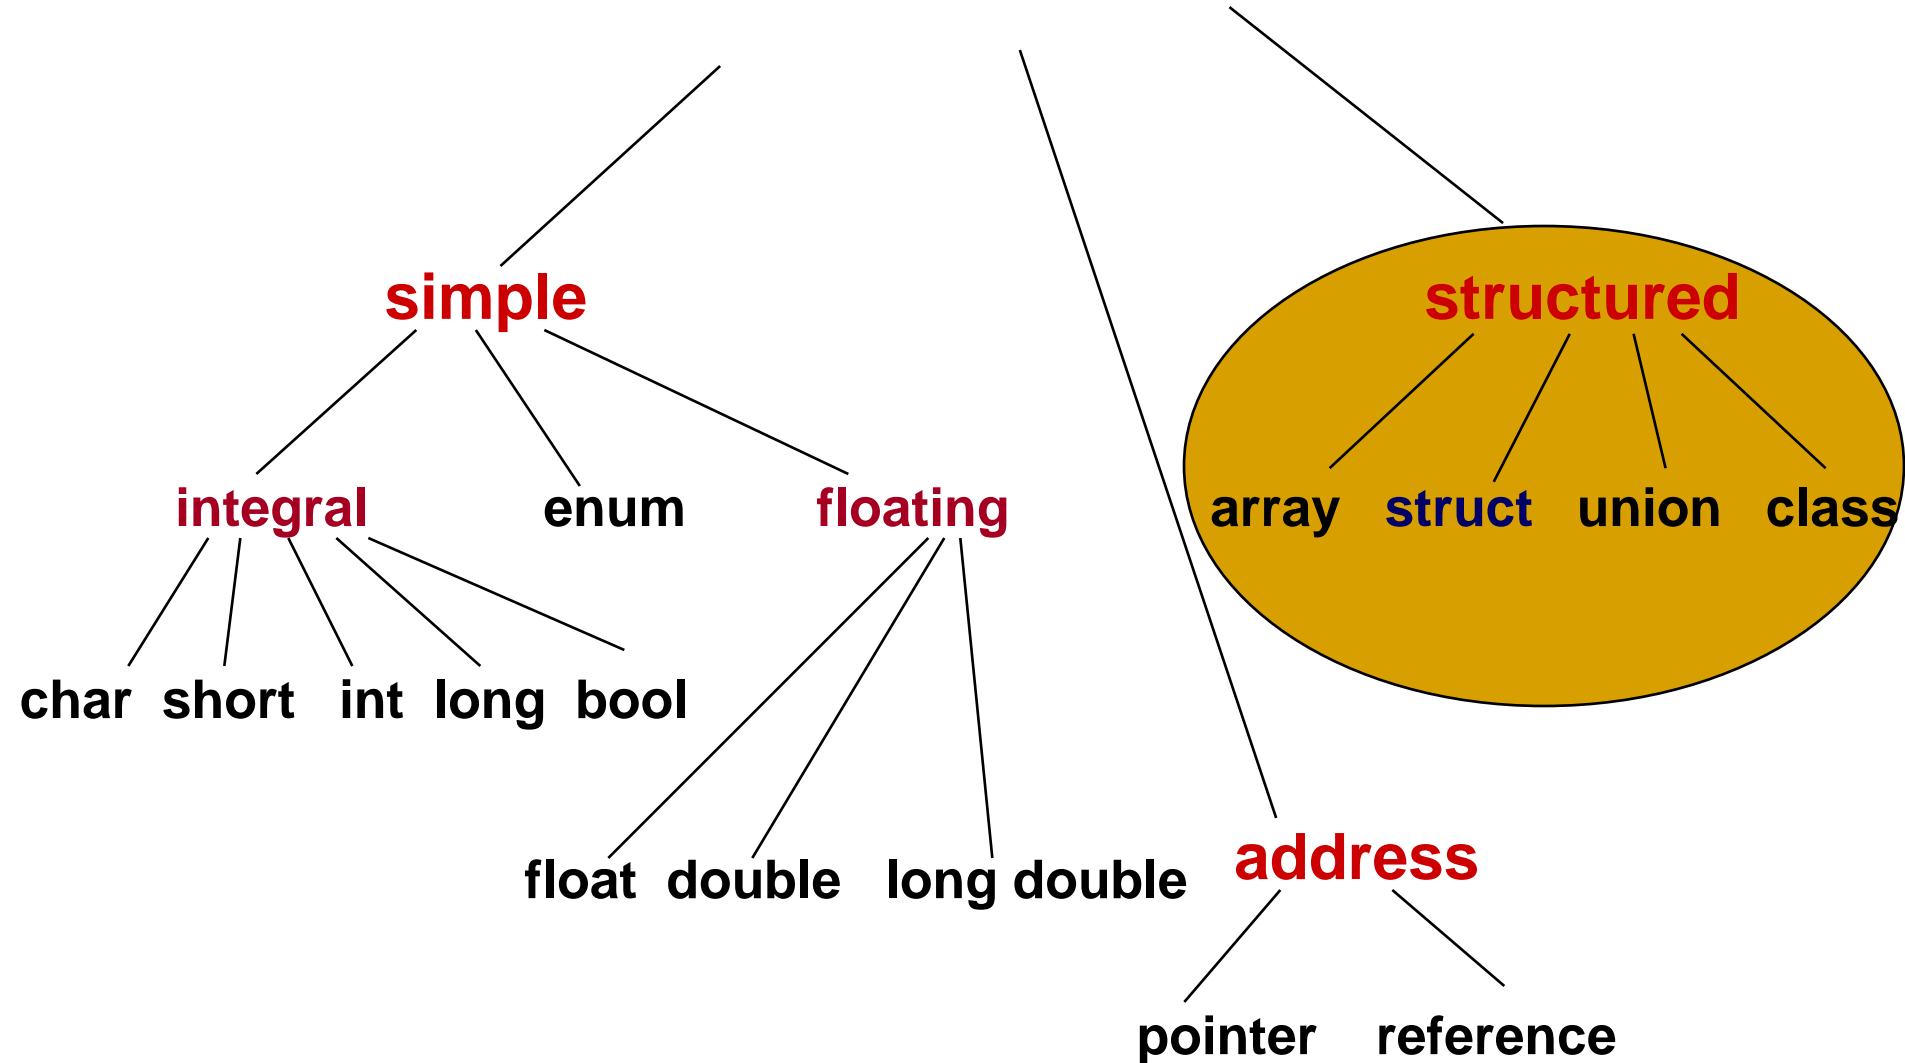 simple structured
integral enum floating array struct union class
char short int long bool
float double long double address
pointer reference